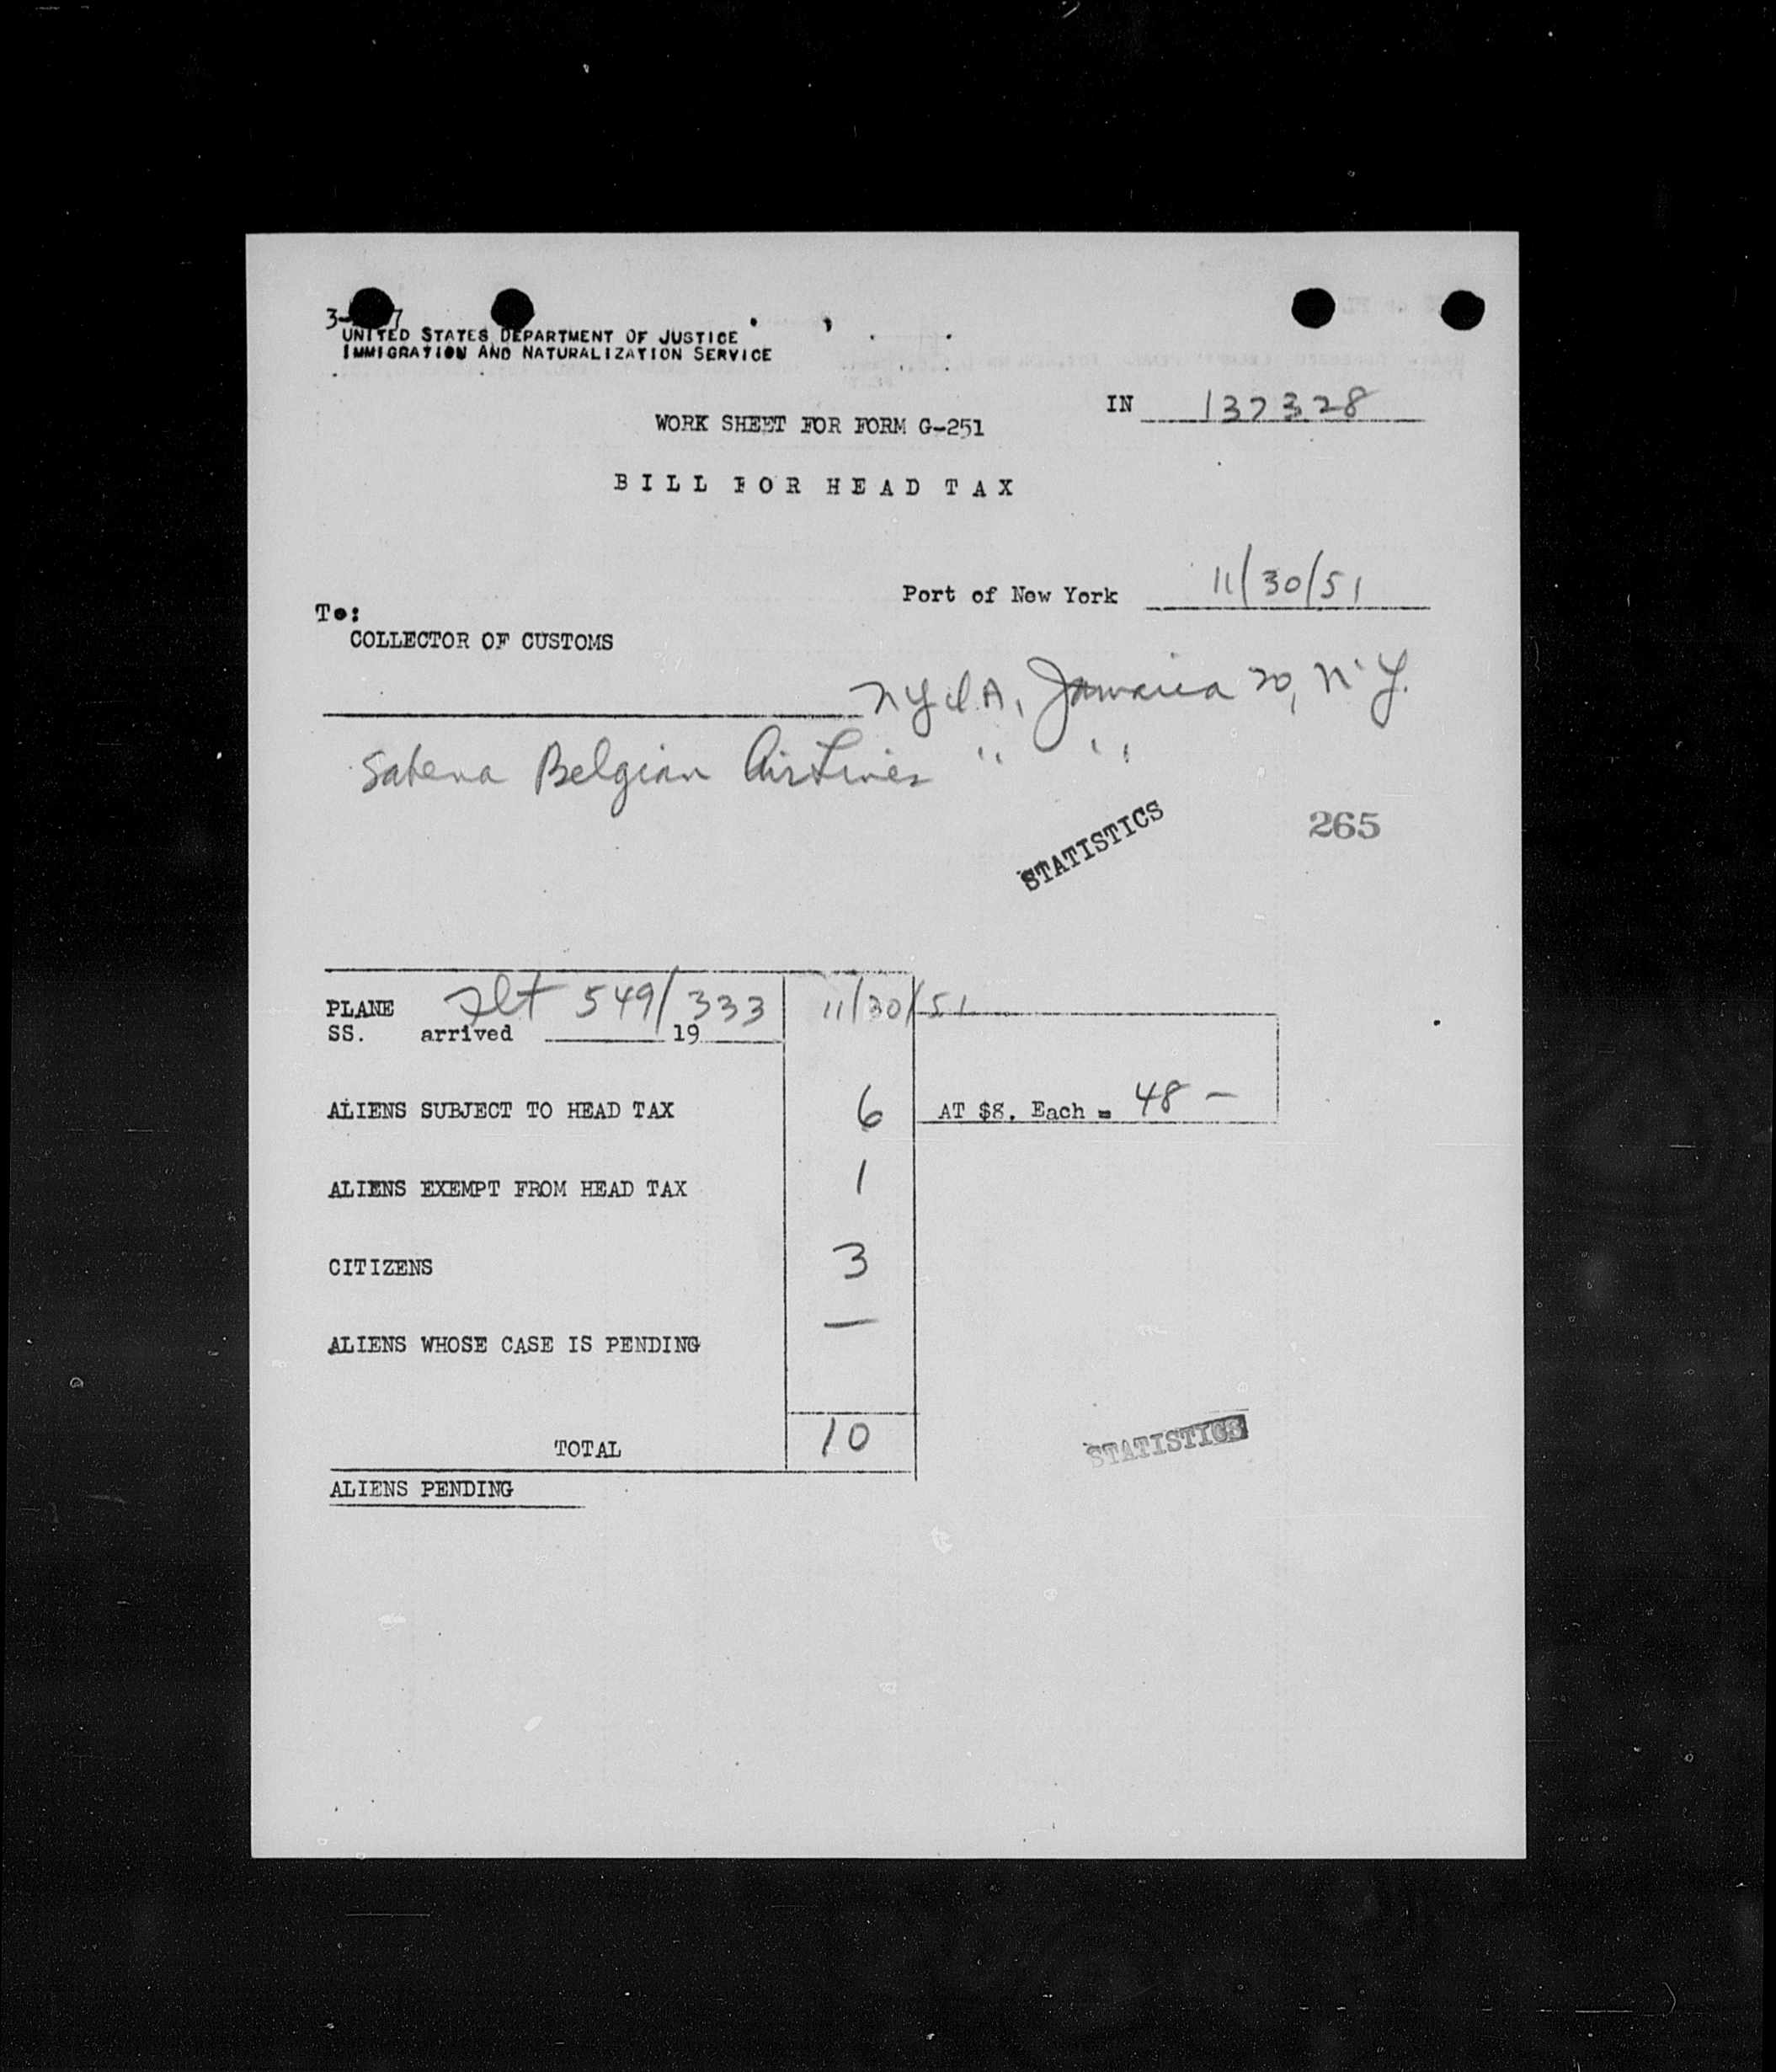 UNITED STATES DEPARTMENT OF JUSTICE
IMMIGRATION AND NATURALIZATION SERVICE
IN 137328
WORK SHEET FOR FORM G-251
BILL FOR HEAD TAX
Port of New York 11/30/51
To:
COLLECTOR OF CUSTOMS
NYIA, Jamaica 20, N.Y.
Sabena Belgian AirLines " "
STATISTICS
265
PLANE Flt 549/333 11/30/51
SS. arrived 19
ALIENS SUBJECT TO HEAD TAX 6 AT $8. Each = 48 —
ALIENS EXEMPT FROM HEAD TAX 1
CITIZENS 3
ALIENS WHOSE CASE IS PENDING —
TOTAL 10
STATISTICS
ALIENS PENDING